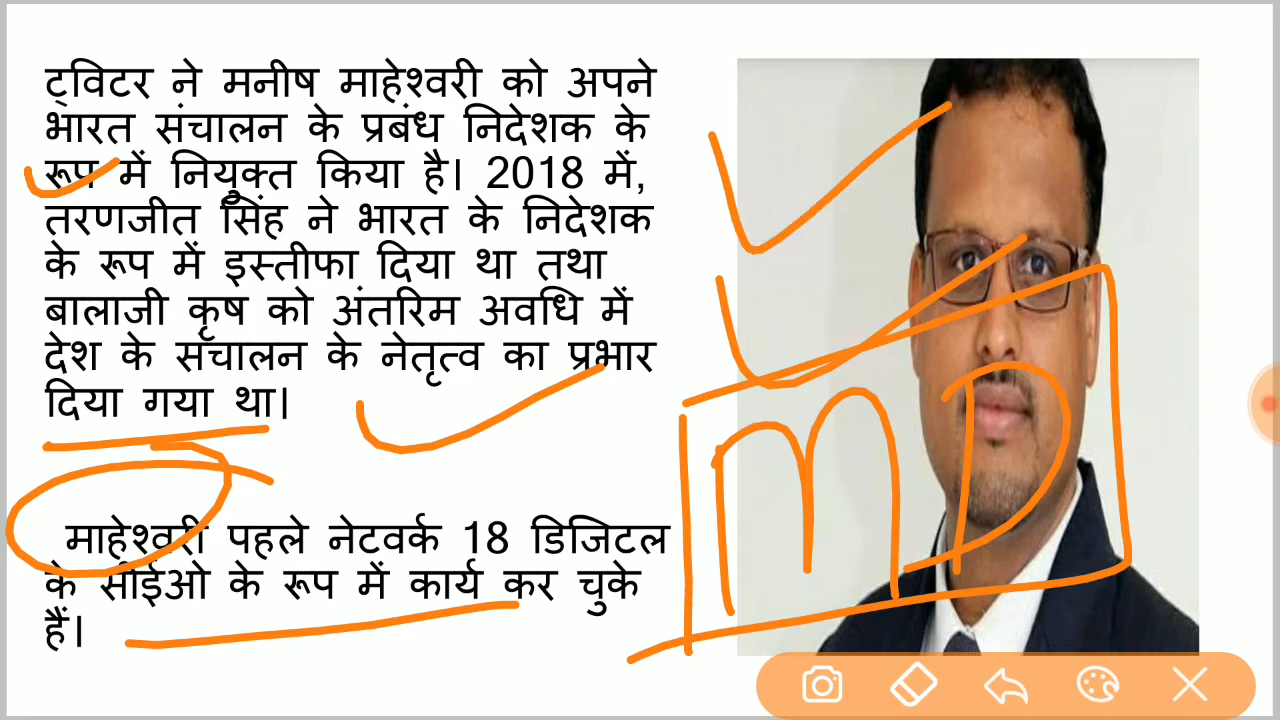 ट्विटर ने मनीष माहेश्वरी को अपने
भारत संचालन के प्रबंध निदेशक के
रूप में नियुक्त किया है। 2018 में,
तरणजीत सिंह ने भारत के निदेशक
के रूप में इस्तीफा दिया था तथा
बालाजी कृष को अंतरिम अवधि में
देश के संचालन के नेतृत्व का प्रभार
दिया गया था।
माहेश्वरी पहले नेटवर्क 18 डिजिटल
के सीईओ के रूप में कार्य कर चुके
हैं।
MD